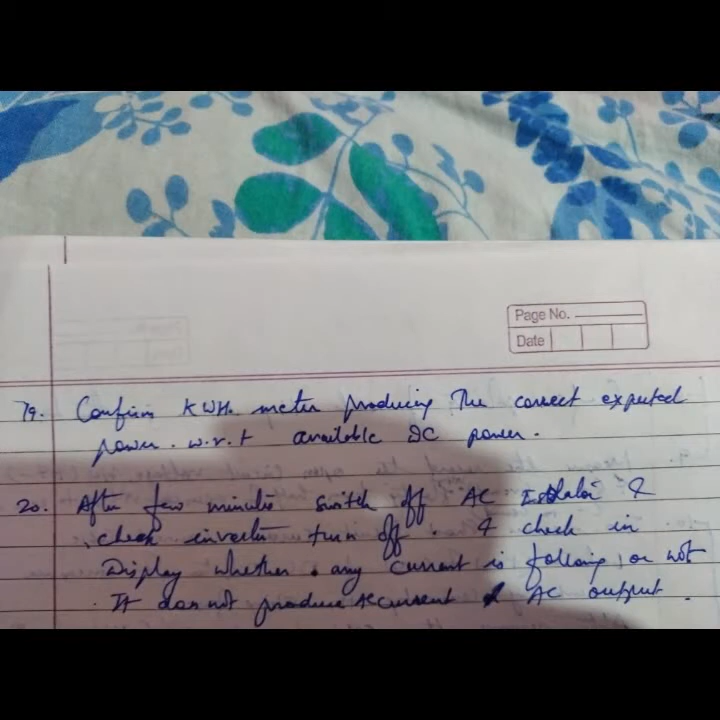 Page No.
Date
19. Confirm KWH. meter producing the correct expected
power. w.r.t available DC power.
20. After few minutes switch off AC Isolator &
check inverter turn off. & check in
Display whether any current is following, or not
It does not produce AC current & AC output.